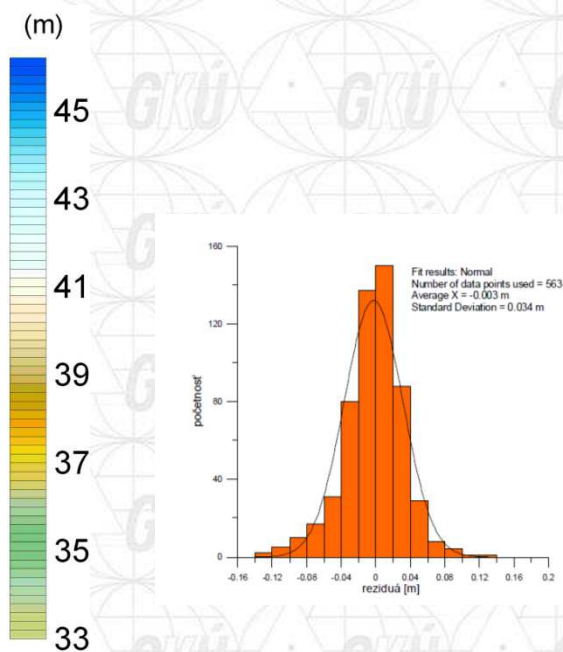 (m)
45
43
41
39
37
35
33
GKÚ GKÚ
GKÚ
160
120
80
40
0
početnosť
Fit results: Normal
Number of data points used = 563
Average X = -0.003 m
Standard Deviation = 0.034 m
-0.16 -0.12 -0.08 -0.04 0 0.04 0.08 0.12 0.16 0.2
reziduá [m]